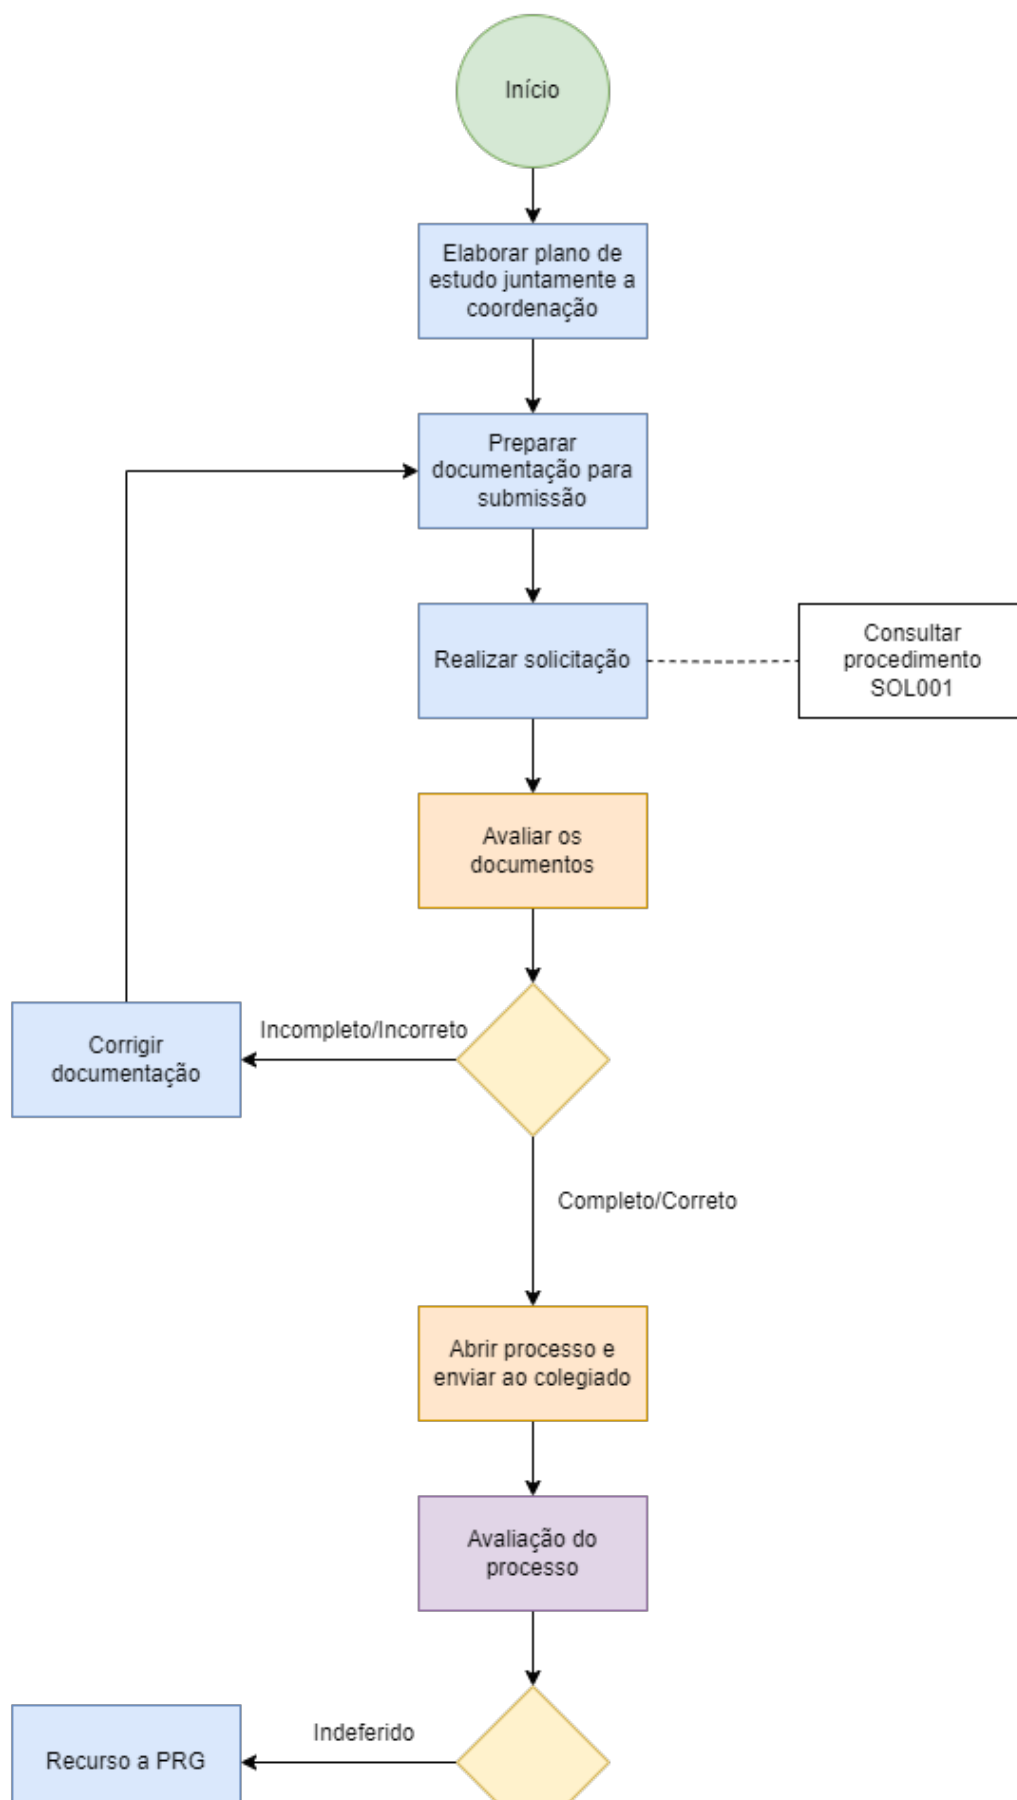 Início
Elaborar plano de
estudo juntamente a
coordenação
Preparar
documentação para
submissão
Realizar solicitação
Consultar
procedimento
SOL001
Avaliar os
documentos
Incompleto/Incorreto
Corrigir
documentação
Completo/Correto
Abrir processo e
enviar ao colegiado
Avaliação do
processo
Indeferido
Recurso a PRG